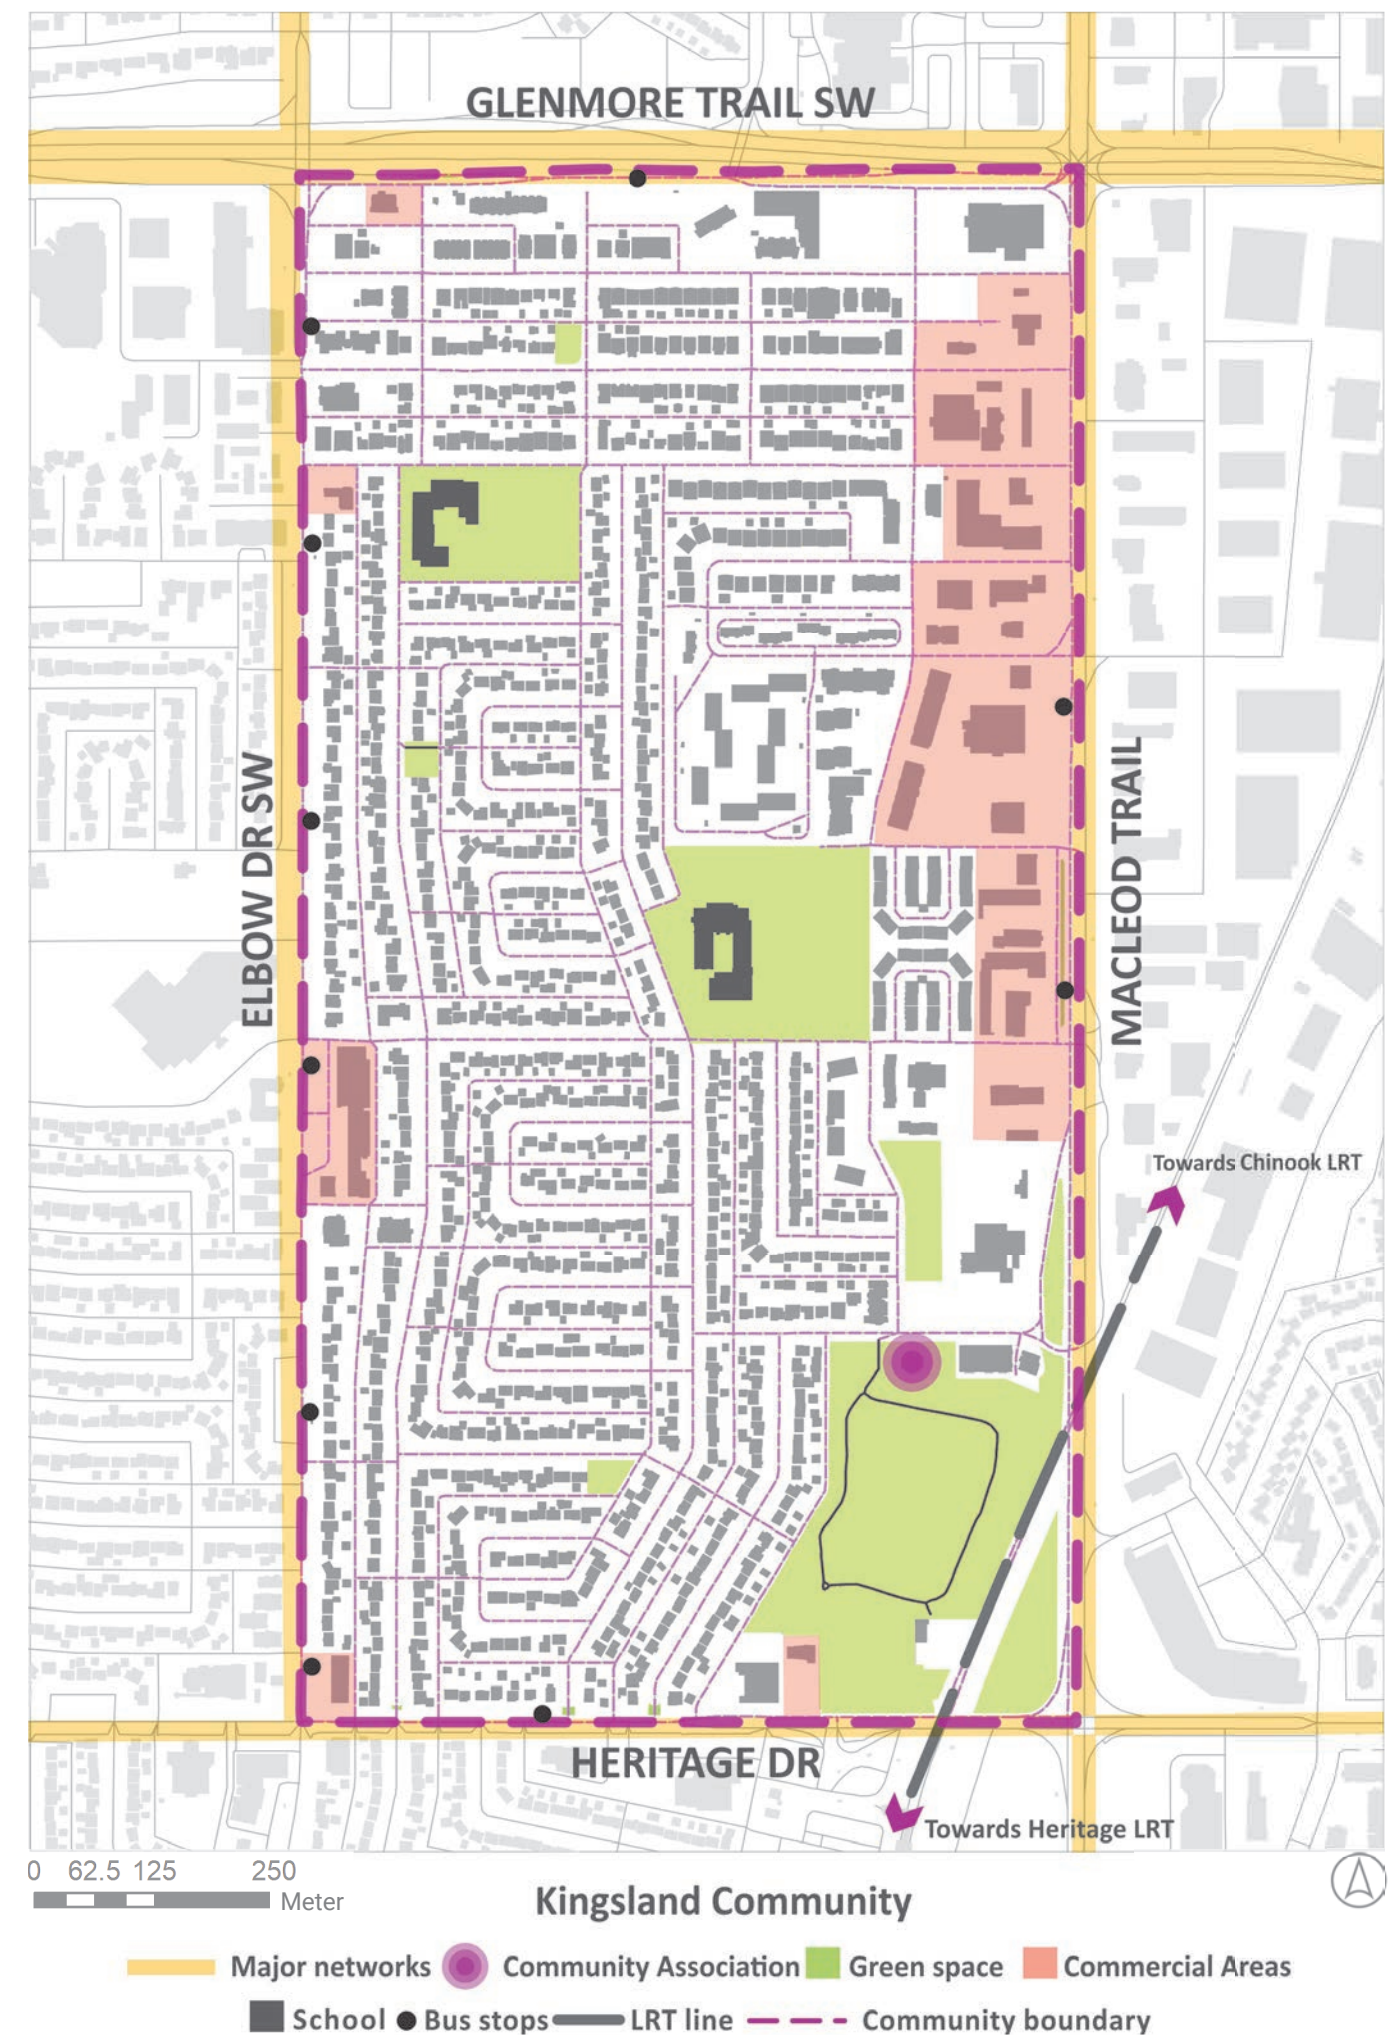 GLENMORE TRAIL SW
ELBOW DR SW
MACLEOD TRAIL
Towards Chinook LRT
HERITAGE DR
Towards Heritage LRT
0 62.5 125 250
Meter
Kingsland Community
Major networks Community Association Green space Commercial Areas
School Bus stops LRT line Community boundary